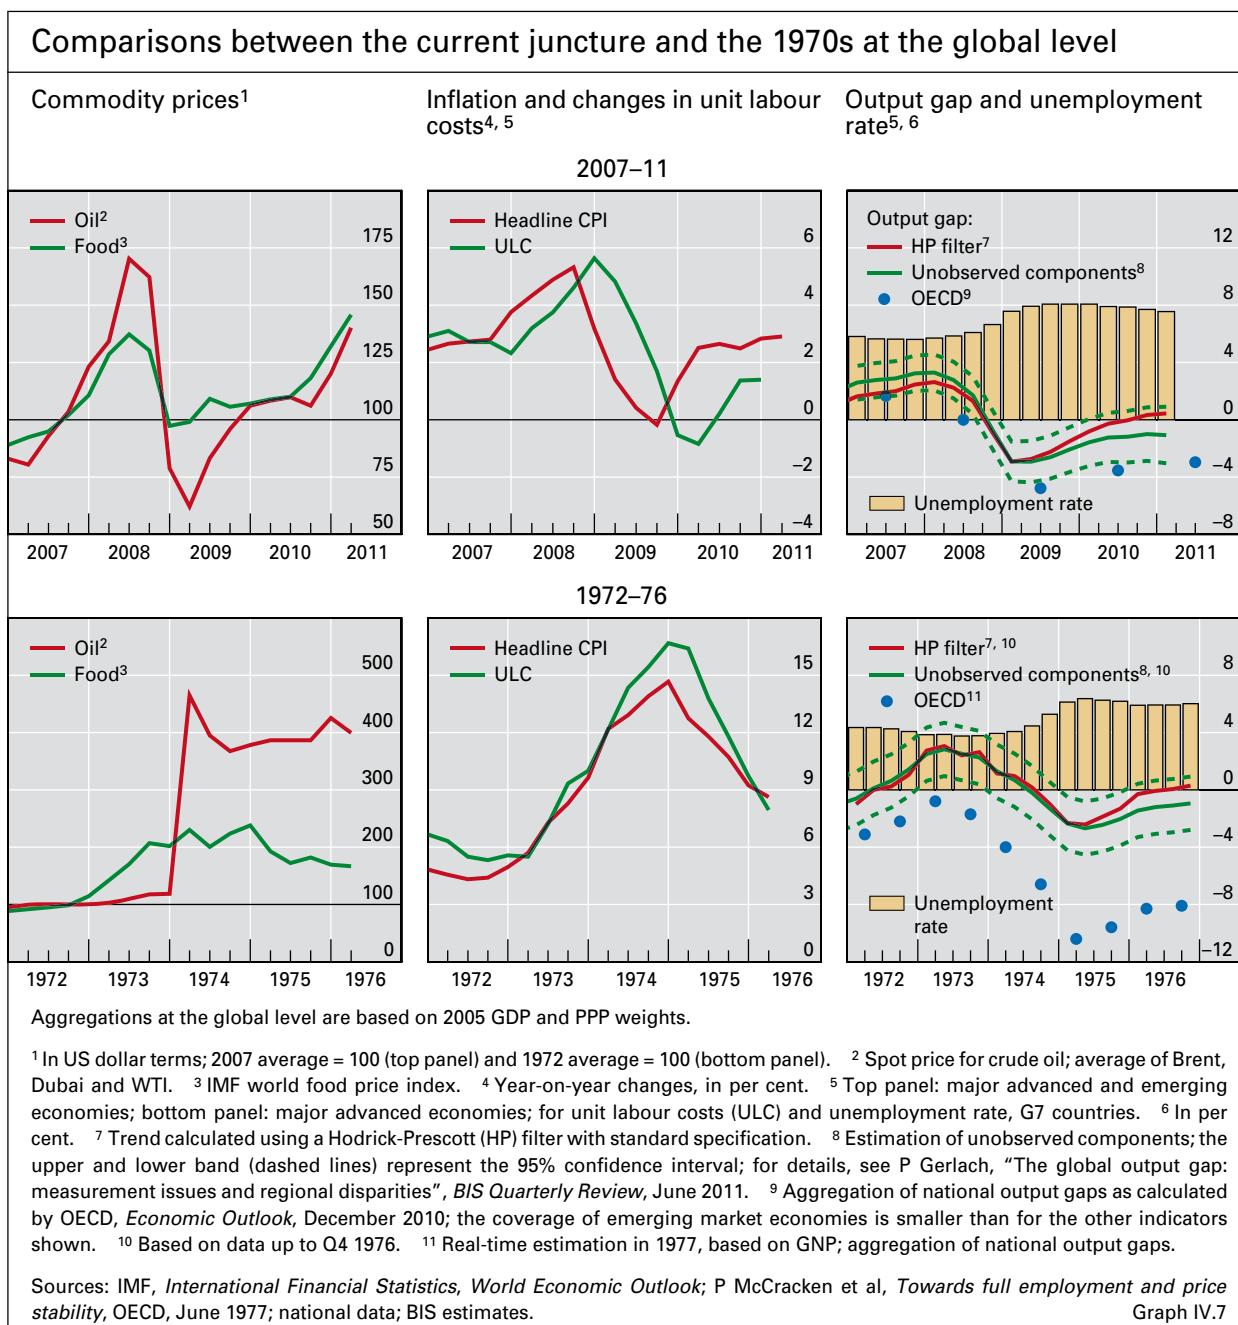 Comparisons between the current juncture and the 1970s at the global level
Commodity prices1
Inflation and changes in unit labour
costs4, 5
Output gap and unemployment
rate5, 6
2007–11
Oil2
Food3
175
150
125
100
75
50
2007 2008 2009 2010 2011
Headline CPI
ULC
6
4
2
0
–2
–4
2007 2008 2009 2010 2011
Output gap:
HP filter7
Unobserved components8
OECD9
Unemployment rate
12
8
4
0
–4
–8
2007 2008 2009 2010 2011
1972–76
Oil2
Food3
500
400
300
200
100
0
1972 1973 1974 1975 1976
Headline CPI
ULC
15
12
9
6
3
0
1972 1973 1974 1975 1976
HP filter7, 10
Unobserved components8, 10
OECD11
Unemployment
rate
8
4
0
–4
–8
–12
1972 1973 1974 1975 1976
Aggregations at the global level are based on 2005 GDP and PPP weights.
1 In US dollar terms; 2007 average = 100 (top panel) and 1972 average = 100 (bottom panel). 2 Spot price for crude oil; average of Brent,
Dubai and WTI. 3 IMF world food price index. 4 Year-on-year changes, in per cent. 5 Top panel: major advanced and emerging
economies; bottom panel: major advanced economies; for unit labour costs (ULC) and unemployment rate, G7 countries. 6 In per
cent. 7 Trend calculated using a Hodrick-Prescott (HP) filter with standard specification. 8 Estimation of unobserved components; the
upper and lower band (dashed lines) represent the 95% confidence interval; for details, see P Gerlach, “The global output gap:
measurement issues and regional disparities”, BIS Quarterly Review, June 2011. 9 Aggregation of national output gaps as calculated
by OECD, Economic Outlook, December 2010; the coverage of emerging market economies is smaller than for the other indicators
shown. 10 Based on data up to Q4 1976. 11 Real-time estimation in 1977, based on GNP; aggregation of national output gaps.
Sources: IMF, International Financial Statistics, World Economic Outlook; P McCracken et al, Towards full employment and price
stability, OECD, June 1977; national data; BIS estimates. Graph IV.7